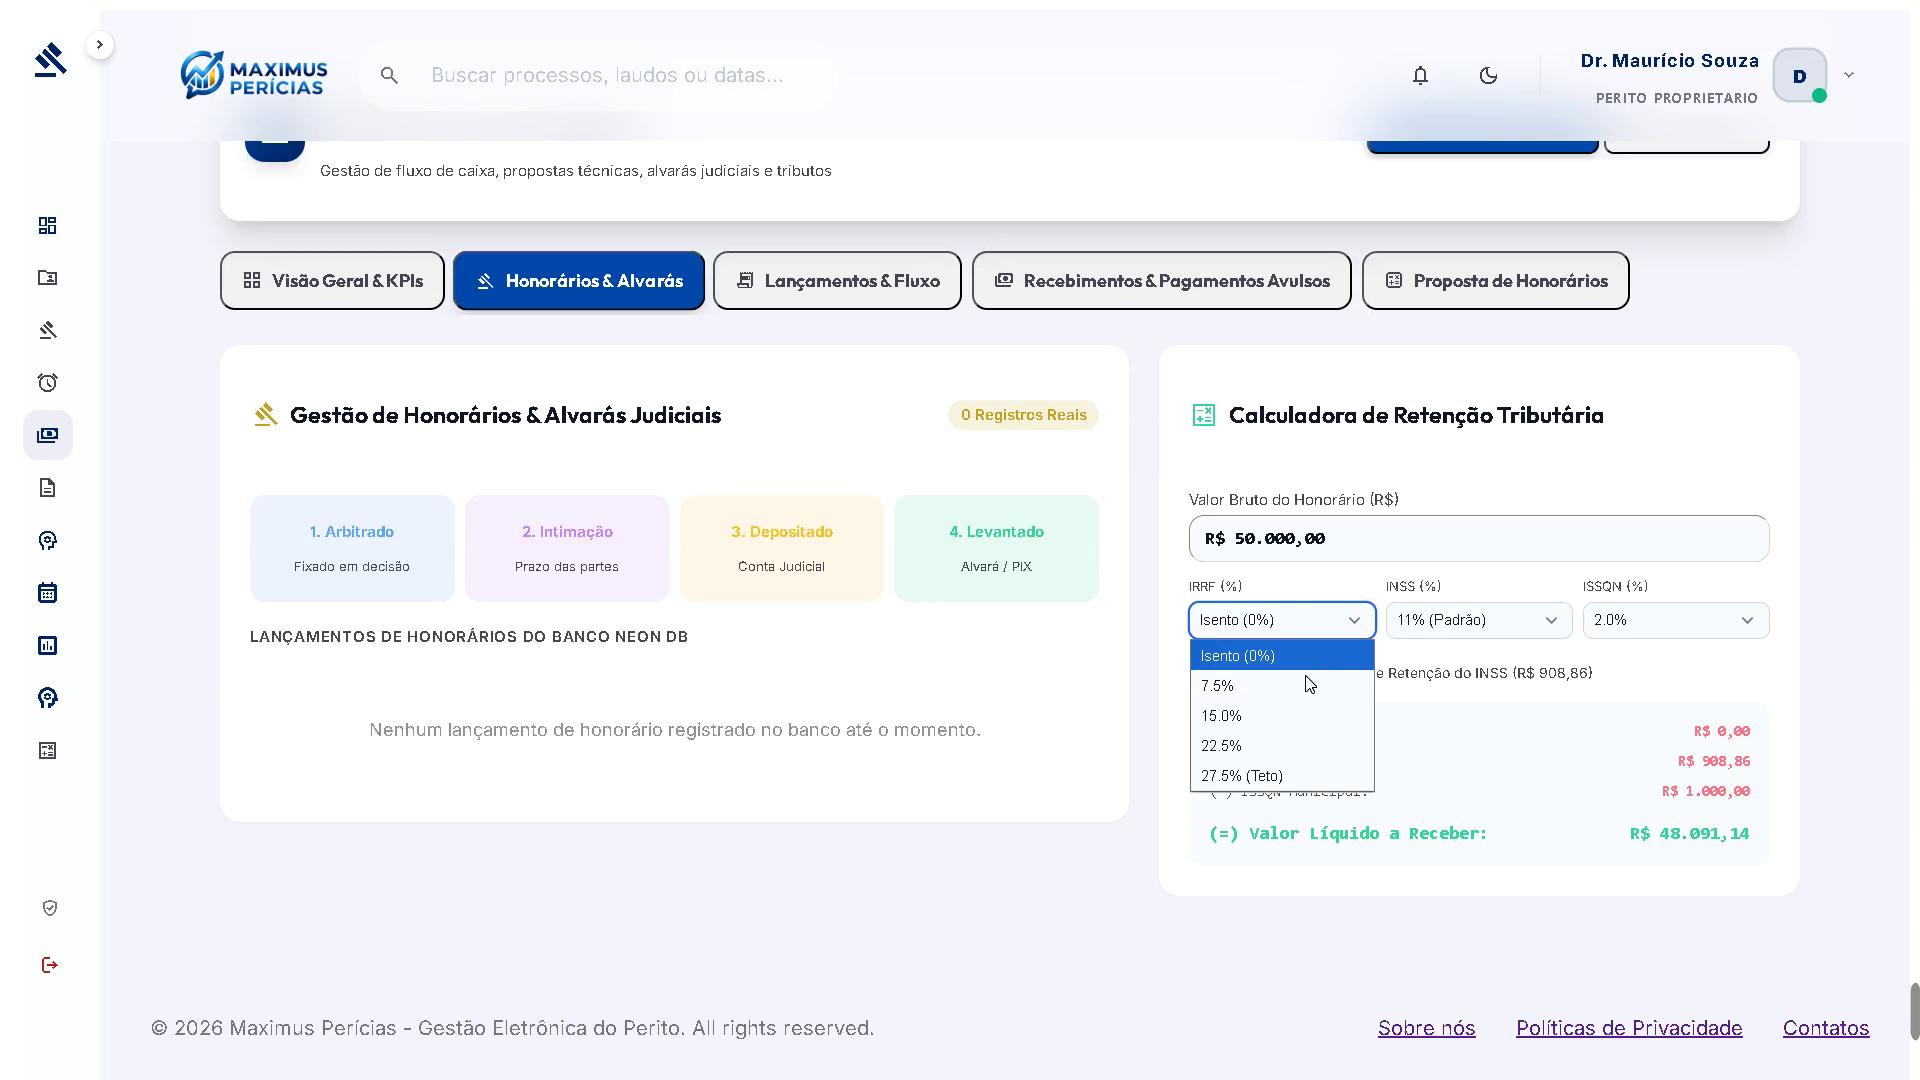 MAXIMUS
PERÍCIAS
Buscar processos, laudos ou datas...
Dr. Maurício Souza
PERITO PROPRIETARIO
D
Gestão de fluxo de caixa, propostas técnicas, alvarás judiciais e tributos
Visão Geral & KPIs
Honorários & Alvarás
Lançamentos & Fluxo
Recebimentos & Pagamentos Avulsos
Proposta de Honorários
Gestão de Honorários & Alvarás Judiciais
0 Registros Reais
1. Arbitrado
Fixado em decisão
2. Intimação
Prazo das partes
3. Depositado
Conta Judicial
4. Levantado
Alvará / PIX
LANÇAMENTOS DE HONORÁRIOS DO BANCO NEON DB
Nenhum lançamento de honorário registrado no banco até o momento.
Calculadora de Retenção Tributária
Valor Bruto do Honorário (R$)
R$ 50.000,00
IRRF (%)
INSS (%)
ISSQN (%)
Isento (0%)
11% (Padrão)
2.0%
Isento (0%)
7.5%
15.0%
22.5%
27.5% (Teto)
e Retenção do INSS (R$ 908,86)
R$ 0,00
R$ 908,86
(-) ISSQN Municipal:
R$ 1.000,00
(=) Valor Líquido a Receber:
R$ 48.091,14
© 2026 Maximus Perícias - Gestão Eletrônica do Perito. All rights reserved.
Sobre nós
Políticas de Privacidade
Contatos